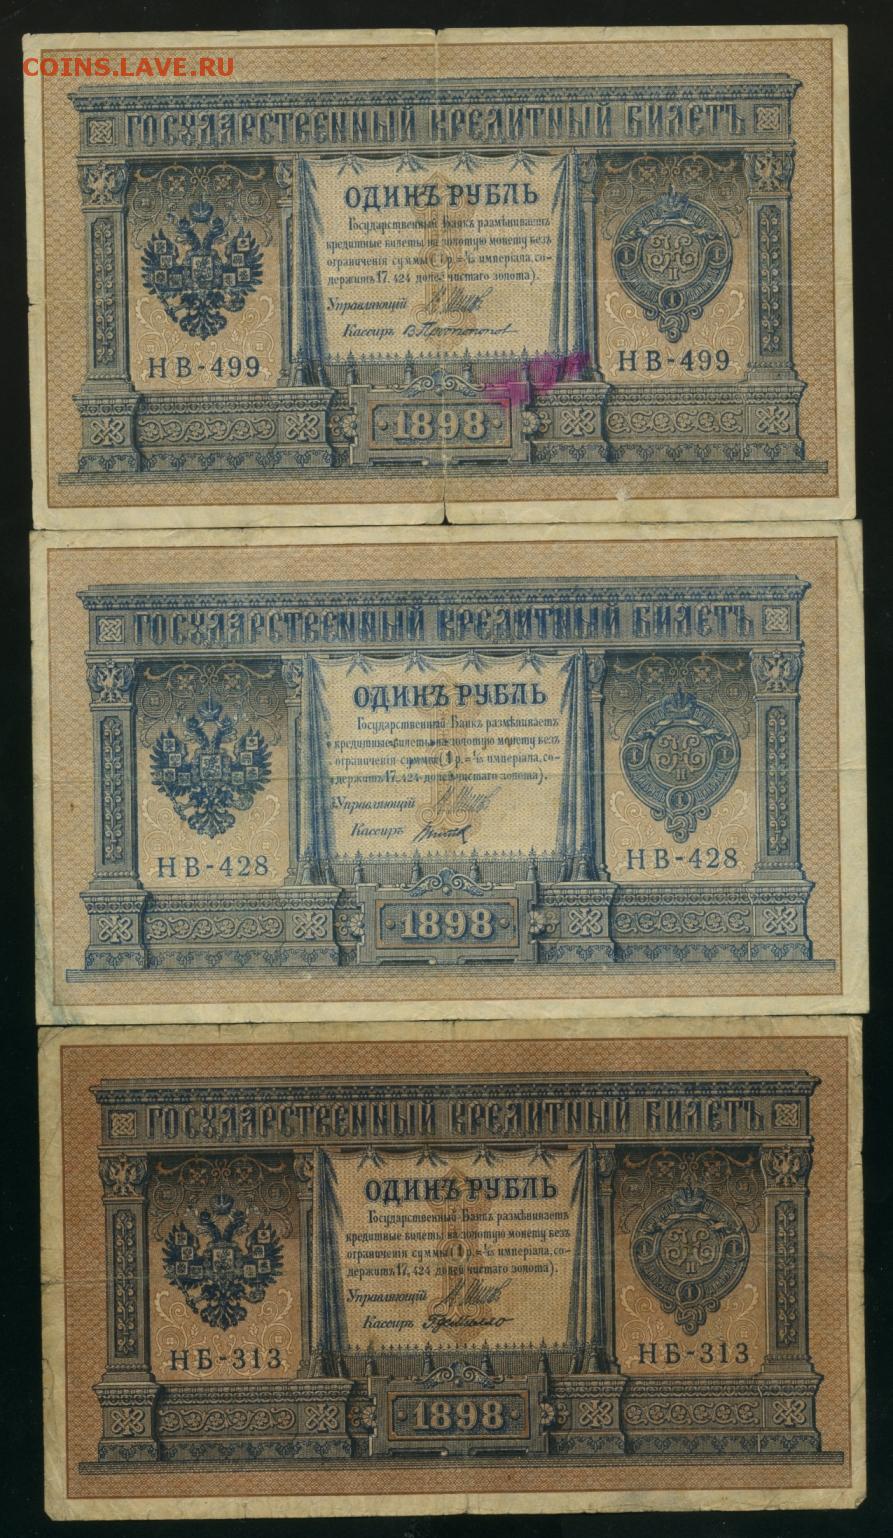 COINS.LAVE.RU
ГОСУДАРСТВЕННЫЙ КРЕДИТНЫЙ БИЛЕТЪ
ОДИНЪ РУБЛЬ
Государственный Банкъ размѣниваетъ
кредитные билеты на золотую монету безъ
ограниченія суммы (1 р. = 1/15 имперіала, со-
держитъ 17,424 долей чистаго золота).
Управляющій
Кассиръ
НВ-499
НВ-499
1898
ГОСУДАРСТВЕННЫЙ КРЕДИТНЫЙ БИЛЕТЪ
ОДИНЪ РУБЛЬ
Государственный Банкъ размѣниваетъ
кредитные билеты на золотую монету безъ
ограниченія суммы (1 р. = 1/15 имперіала, со-
держитъ 17,424 долей чистаго золота).
Управляющій
Кассиръ
НВ-428
НВ-428
1898
ГОСУДАРСТВЕННЫЙ КРЕДИТНЫЙ БИЛЕТЪ
ОДИНЪ РУБЛЬ
Государственный Банкъ размѣниваетъ
кредитные билеты на золотую монету безъ
ограниченія суммы (1 р. = 1/15 имперіала, со-
держитъ 17,424 долей чистаго золота).
Управляющій
Кассиръ
НБ-313
НБ-313
1898